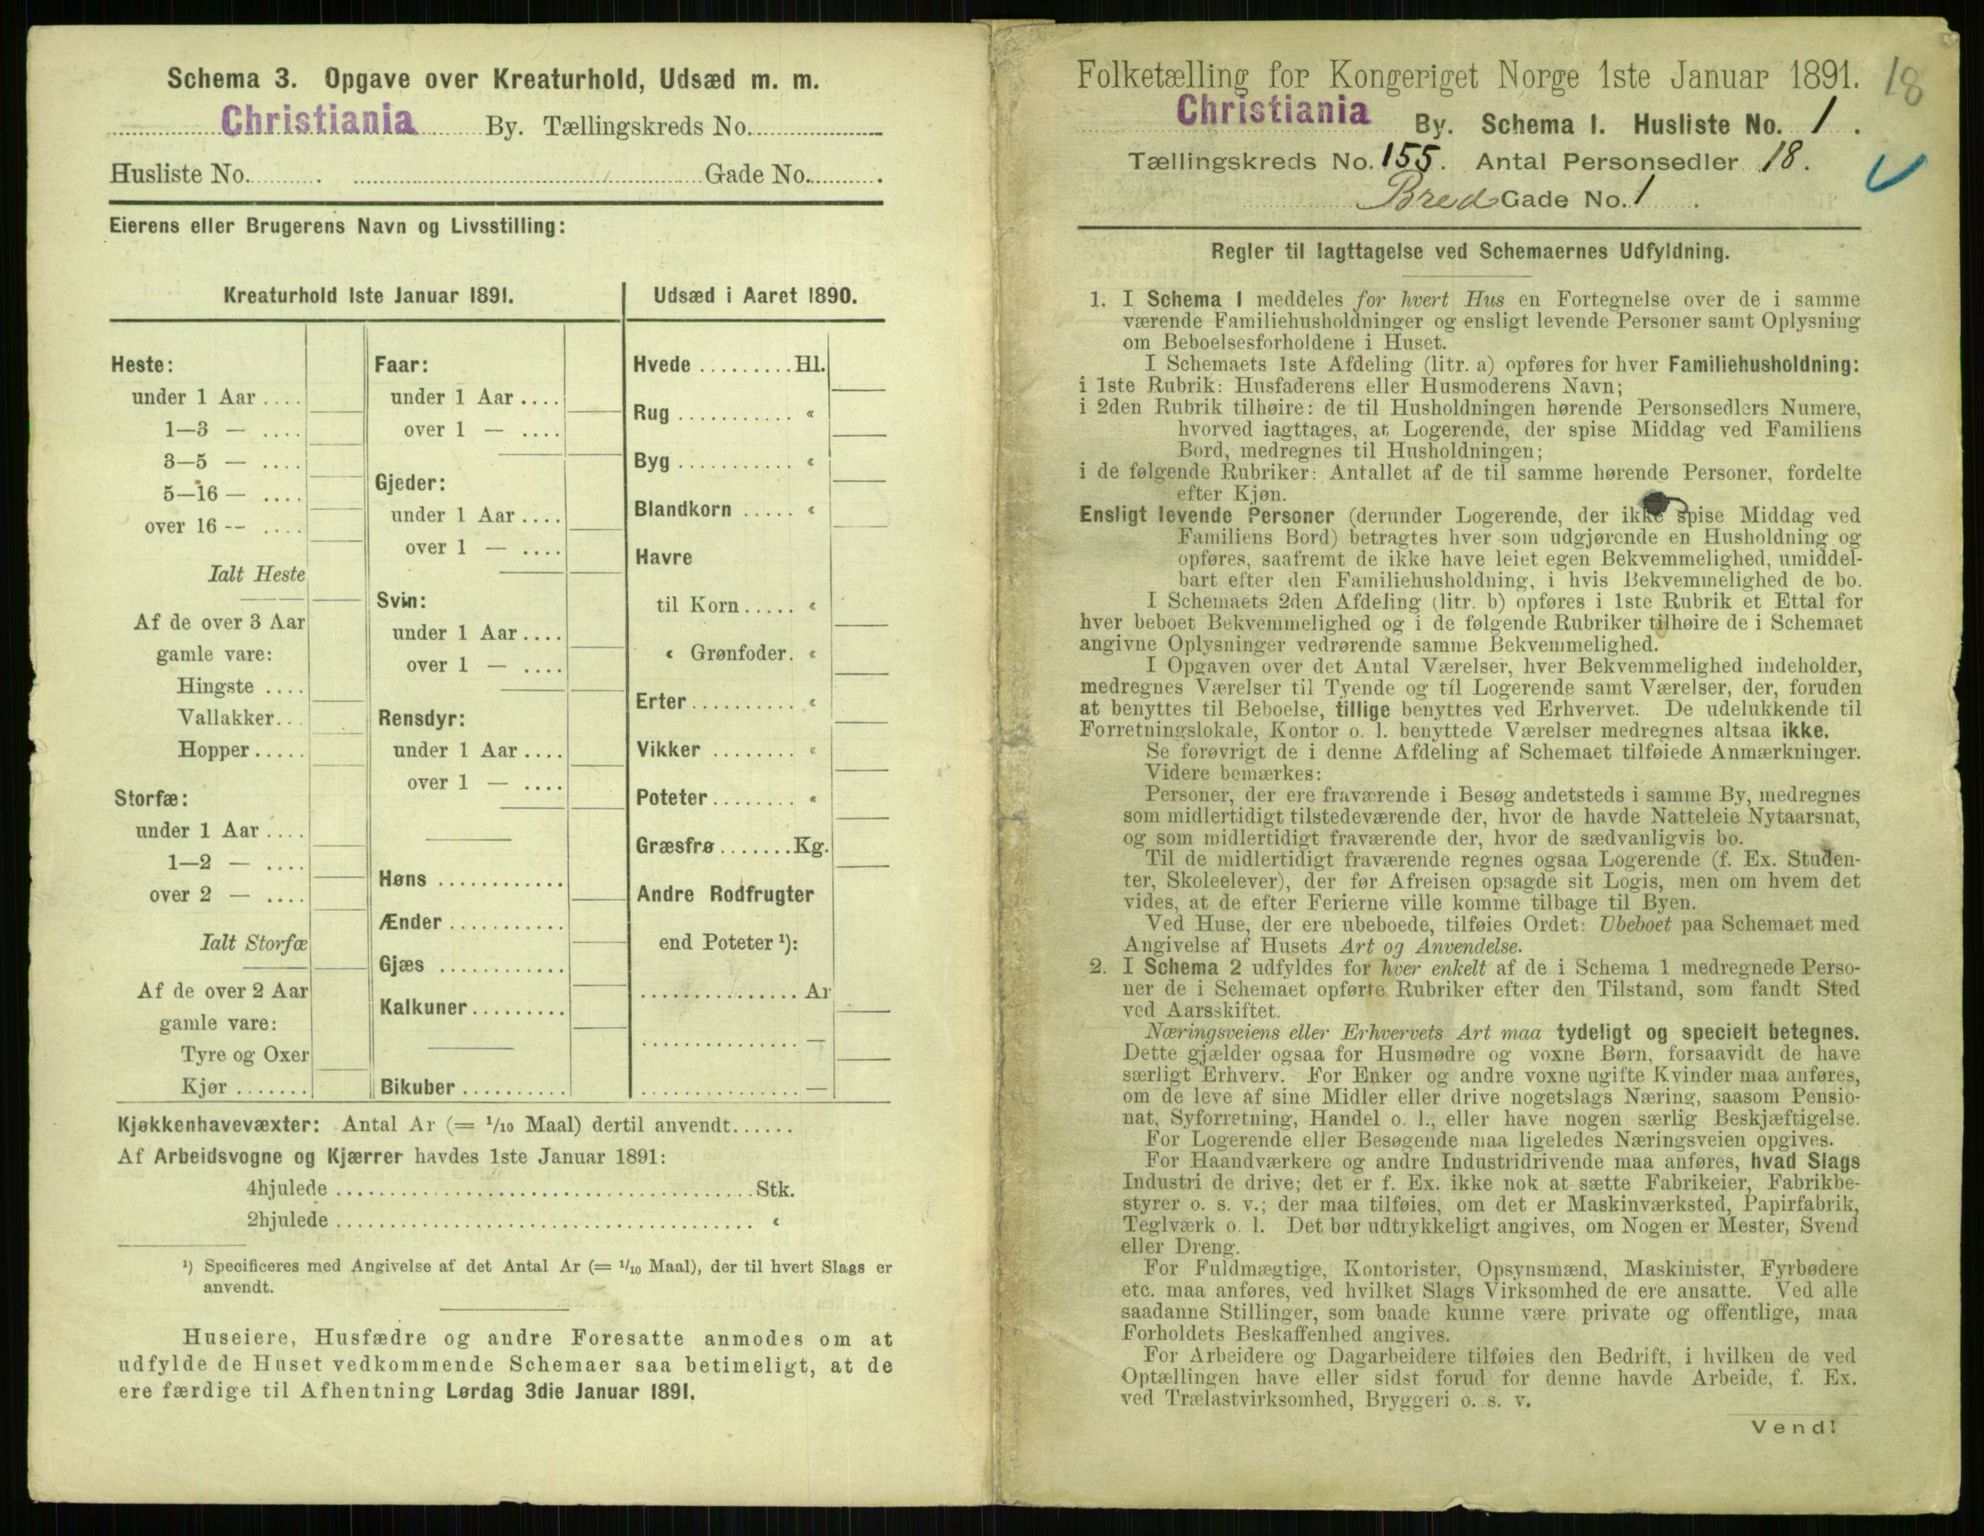 Schema 3. Opgave over Kreaturhold, Udsæd m. m.
Christiania By. Tællingskreds No.
Husliste No. Gade No.
Eierens eller Brugerens Navn og Livsstilling:
Kreaturhold 1ste Januar 1891.
Heste:
under 1 Aar ....
1—3 — ....
3—5 — ....
5—16 — ....
over 16 -- ....
Ialt Heste
Af de over 3 Aar
gamle vare:
Hingste ....
Vallakker...
Hopper .....
Storfæ:
under 1 Aar ....
1—2 — ....
over 2 — ....
Ialt Storfæ
Af de over 2 Aar
gamle vare:
Tyre og Oxer
Kjør .......
Faar:
under 1 Aar ....
over 1 — ....
Gjeder:
under 1 Aar ....
over 1 — ....
Svin:
under 1 Aar ....
over 1 — ....
Rensdyr:
under 1 Aar ....
over 1 — ....
Høns ............
Ænder ...........
Gjæs ............
Kalkuner .........
Bikuber ..........
Udsæd i Aaret 1890.
Hvede .........Hl.
Rug ........... «
Byg ........... «
Blandkorn ..... «
Havre
til Korn ..... «
« Grønfoder. «
Erter .......... «
Vikker ......... «
Poteter ........ «
Græsfrø .......Kg.
Andre Rodfrugter
end Poteter ¹):
............... Ar
............... —
............... —
Kjøkkenhavevæxter: Antal Ar (= 1/10 Maal) dertil anvendt......
Af Arbeidsvogne og Kjærrer havdes 1ste Januar 1891:
4hjulede ........................................Stk.
2hjulede ........................................ «
¹) Specificeres med Angivelse af det Antal Ar (= 1/10 Maal), der til hvert Slags er
anvendt.
Huseiere, Husfædre og andre Foresatte anmodes om at
udfylde de Huset vedkommende Schemaer saa betimeligt, at de
ere færdige til Afhentning Lørdag 3die Januar 1891.
Folketælling for Kongeriget Norge 1ste Januar 1891. 18
Christiania By. Schema 1. Husliste No. 1.
Tællingskreds No. 155. Antal Personsedler 18.
Bred Gade No. 1.
Regler til Iagttagelse ved Schemaernes Udfyldning.
1. I Schema 1 meddeles for hvert Hus en Fortegnelse over de i samme
værende Familiehusholdninger og ensligt levende Personer samt Oplysning
om Beboelsesforholdene i Huset.
I Schemaets 1ste Afdeling (litr. a) opføres for hver Familiehusholdning:
i 1ste Rubrik: Husfaderens eller Husmoderens Navn;
i 2den Rubrik tilhøire: de til Husholdningen hørende Personsedlers Numere,
hvorved iagttages, at Logerende, der spise Middag ved Familiens
Bord, medregnes til Husholdningen;
i de følgende Rubriker: Antallet af de til samme hørende Personer, fordelte
efter Kjøn.
Ensligt levende Personer (derunder Logerende, der ikke spise Middag ved
Familiens Bord) betragtes hver som udgjørende en Husholdning og
opføres, saafremt de ikke have leiet egen Bekvemmelighed, umiddel-
bart efter den Familiehusholdning, i hvis Bekvemmelighed de bo.
I Schemaets 2den Afdeling (litr. b) opføres i 1ste Rubrik et Ettal for
hver beboet Bekvemmelighed og i de følgende Rubriker tilhøire de i Schemaet
angivne Oplysninger vedrørende samme Bekvemmelighed.
I Opgaven over det Antal Værelser, hver Bekvemmelighed indeholder,
medregnes Værelser til Tyende og til Logerende samt Værelser, der, foruden
at benyttes til Beboelse, tillige benyttes ved Erhvervet. De udelukkende til
Forretningslokale, Kontor o. l. benyttede Værelser medregnes altsaa ikke.
Se forøvrigt de i denne Afdeling af Schemaet tilføiede Anmærkninger.
Videre bemærkes:
Personer, der ere fraværende i Besøg andetsteds i samme By, medregnes
som midlertidigt tilstedeværende der, hvor de havde Natteleie Nytaarsnat,
og som midlertidigt fraværende der, hvor de sædvanligvis bo.
Til de midlertidigt fraværende regnes ogsaa Logerende (f. Ex. Studen-
ter, Skoleelever), der før Afreisen opsagde sit Logis, men om hvem det
vides, at de efter Ferierne ville komme tilbage til Byen.
Ved Huse, der ere ubeboede, tilføies Ordet: Ubeboet paa Schemaet med
Angivelse af Husets Art og Anvendelse.
2. I Schema 2 udfyldes for hver enkelt af de i Schema 1 medregnede Perso-
ner de i Schemaet opførte Rubriker efter den Tilstand, som fandt Sted
ved Aarsskiftet.
Næringsveiens eller Erhvervets Art maa tydeligt og specielt betegnes.
Dette gjælder ogsaa for Husmødre og voxne Børn, forsaavidt de have
særligt Erhverv. For Enker og andre voxne ugifte Kvinder maa anføres,
om de leve af sine Midler eller drive nogetslags Næring, saasom Pensio-
nat, Syforretning, Handel o. l., eller have nogen særlig Beskjæftigelse.
For Logerende eller Besøgende maa ligeledes Næringsveien opgives.
For Haandværkere og andre Industridrivende maa anføres, hvad Slags
Industri de drive; det er f. Ex. ikke nok at sætte Fabrikeier, Fabrikbe-
styrer o. s. v.; der maa tilføies, om det er Maskinværksted, Papirfabrik,
Teglværk o. l. Det bør udtrykkeligt angives, om Nogen er Mester, Svend
eller Dreng.
For Fuldmægtige, Kontorister, Opsynsmænd, Maskinister, Fyrbødere
etc. maa anføres, ved hvilket Slags Virksomhed de ere ansatte. Ved alle
saadanne Stillinger, som baade kunne være private og offentlige, maa
Forholdets Beskaffenhed angives.
For Arbeidere og Dagarbeidere tilføies den Bedrift, i hvilken de ved
Optællingen have eller sidst forud for denne havde Arbeide, f. Ex.
ved Trælastvirksomhed, Bryggeri o. s. v.
Vend!